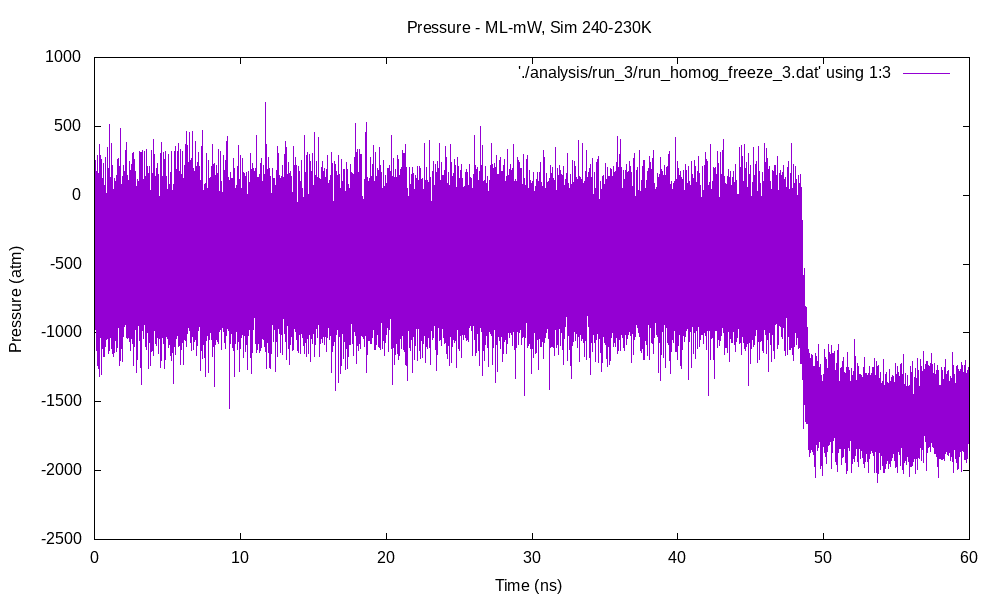 Pressure - ML-mW, Sim 240-230K
'./analysis/run_3/run_homog_freeze_3.dat' using 1:3
Pressure (atm)
1000
500
0
-500
-1000
-1500
-2000
-2500
0 10 20 30 40 50 60
Time (ns)